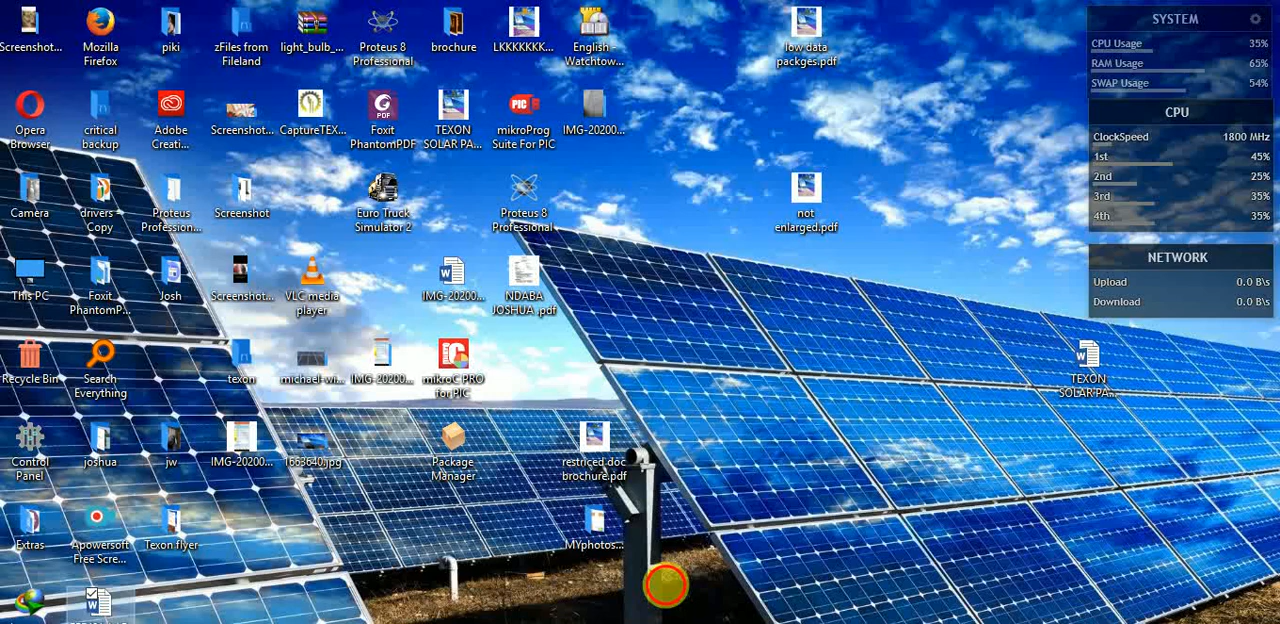 Screenshot...
Mozilla
Firefox
piki
zFiles from
Fileland
light_bulb_...
Proteus 8
Professional
brochure
LKKKKKKK...
English -
Watchtow...
low data
packges.pdf
Opera
Browser
critical
backup
Adobe
Creati...
Screenshot...
CaptureTEX...
PDF
Foxit
PhantomPDF
TEXON
SOLAR PA...
PIC
mikroProg
Suite For PIC
IMG-20200...
Camera
drivers -
Copy
Proteus
Profession...
Screenshot
Euro Truck
Simulator 2
Proteus 8
Professional
not
enlarged.pdf
This PC
Foxit
PhantomP...
Josh
Screenshot...
VLC media
player
IMG-20200...
NDABA
JOSHUA .pdf
Recycle Bin
Search
Everything
texon
michael-wi...
IMG-20200...
mikroC PRO
for PIC
TEXON
SOLAR PA...
Control
Panel
joshua
jw
IMG-20200...
1663640.jpg
Package
Manager
restriced doc
brochure.pdf
Extras
Apowersoft
Free Scre...
Texon flyer
MYphotos...
SYSTEM
CPU Usage 35%
RAM Usage 65%
SWAP Usage 54%
CPU
ClockSpeed 1800 MHz
1st 45%
2nd 25%
3rd 35%
4th 35%
NETWORK
Upload 0.0 B\s
Download 0.0 B\s